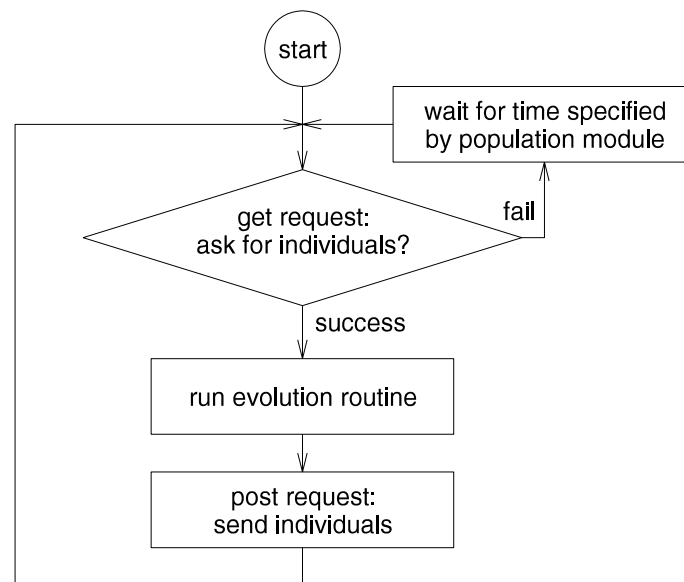 start
wait for time specified
by population module
get request:
ask for individuals?
fail
success
run evolution routine
post request:
send individuals